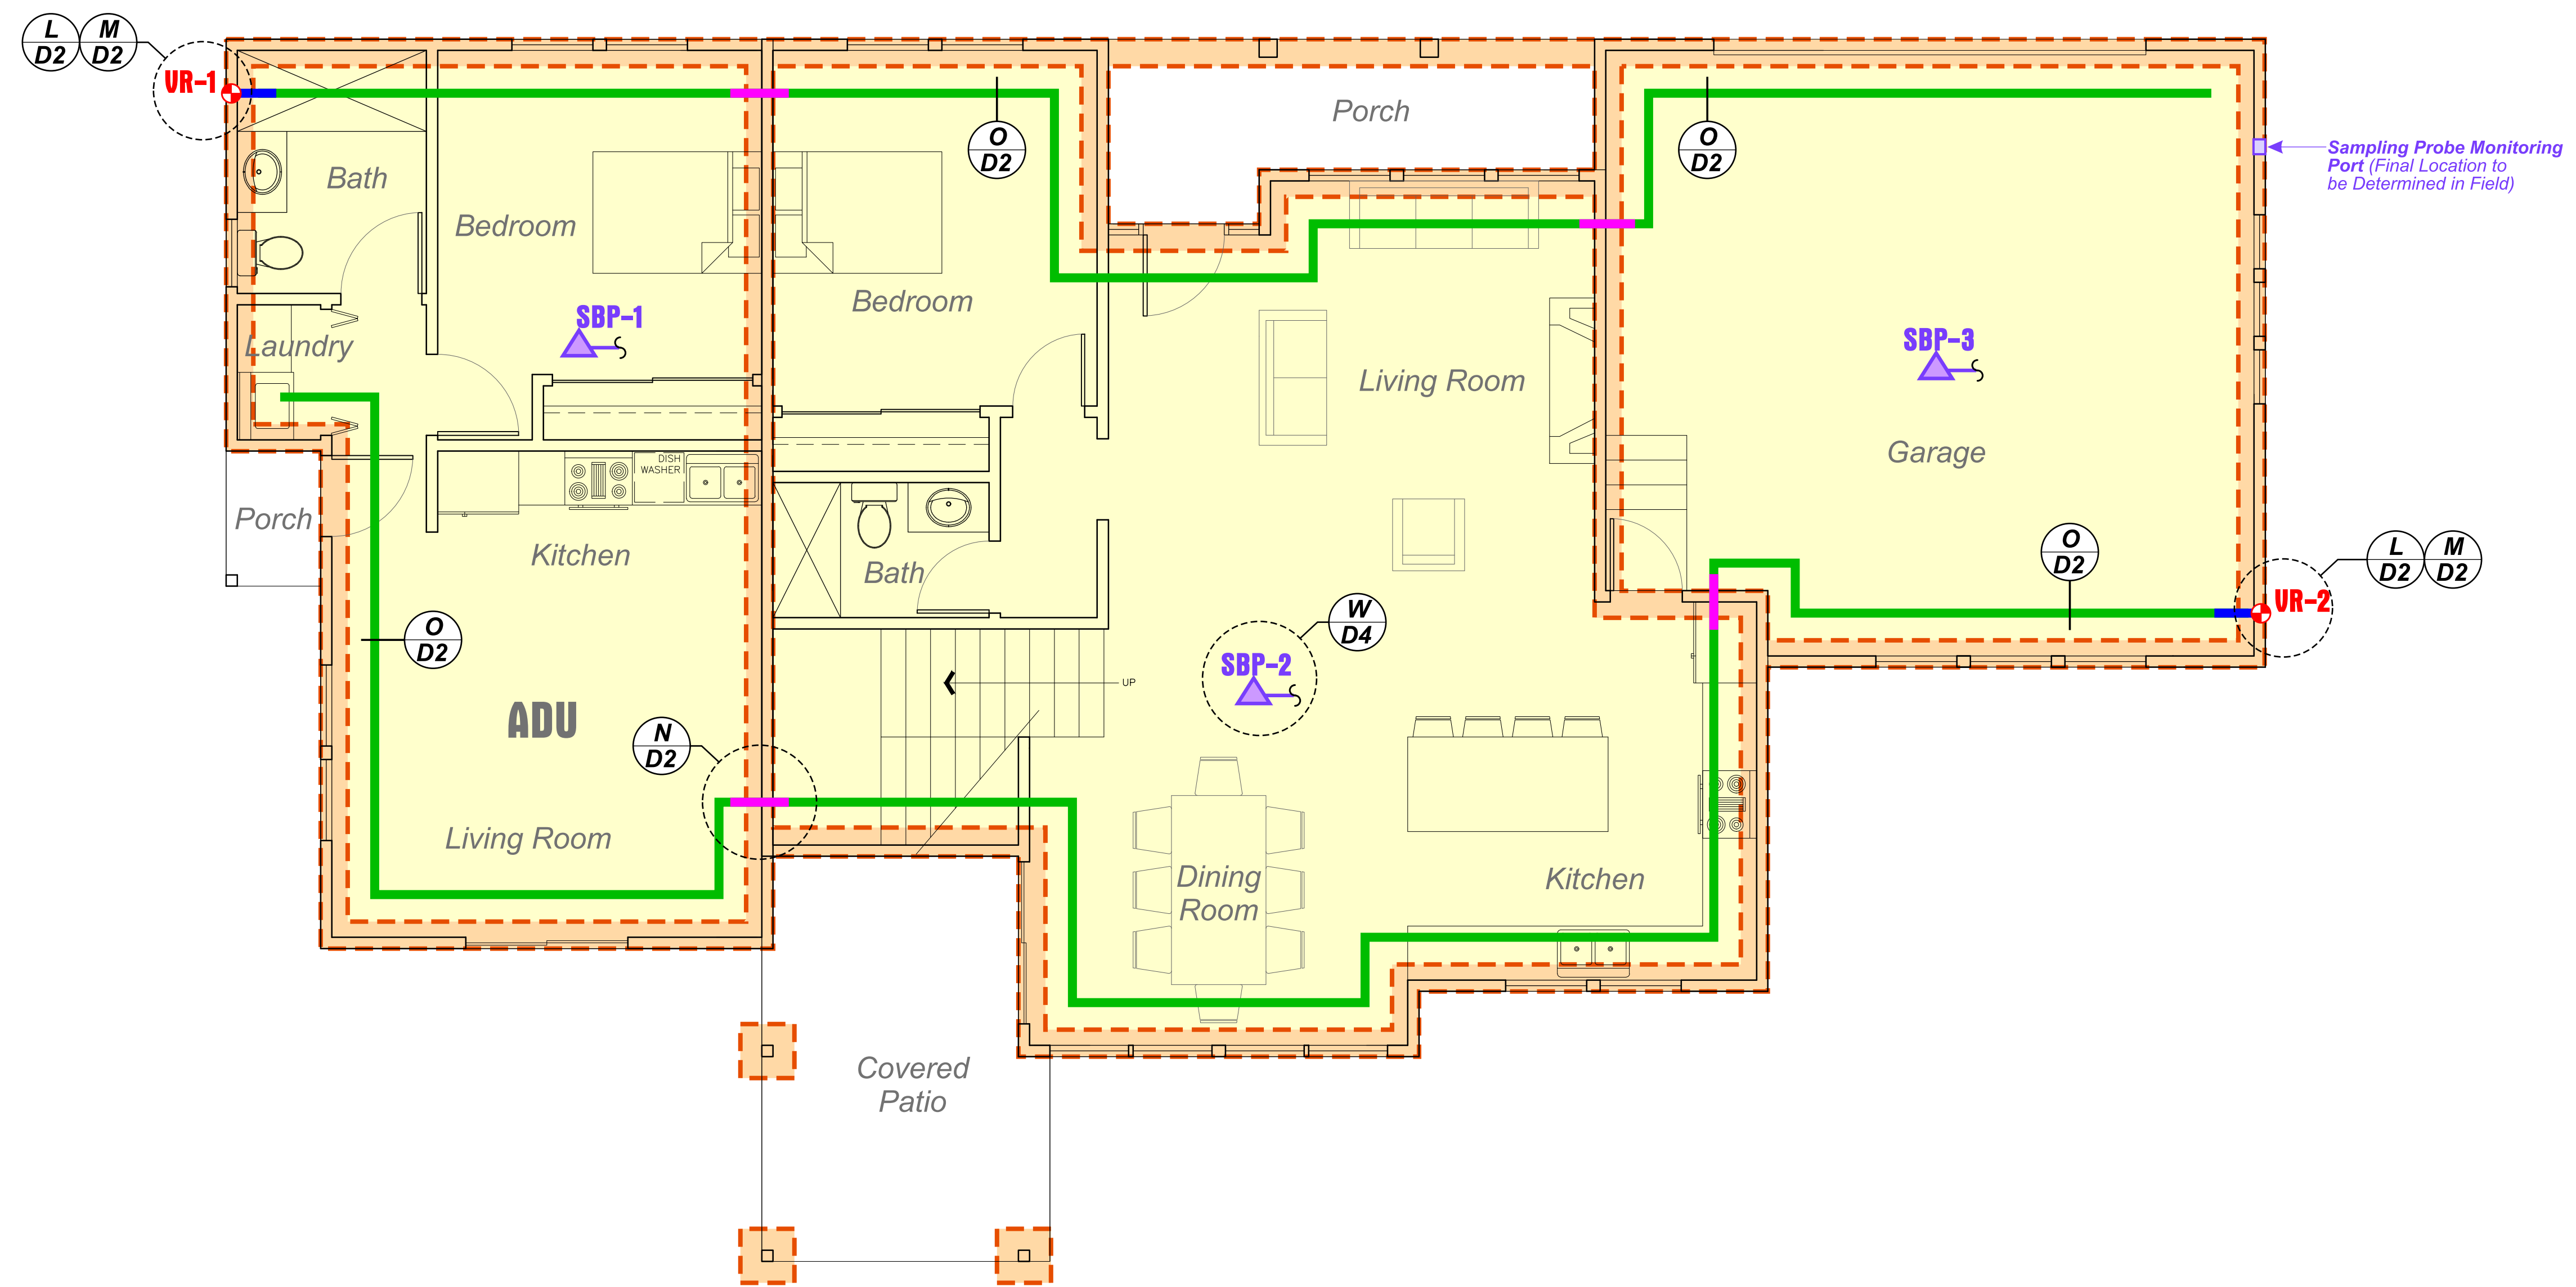 L M
D2 D2
VR-1
Bath
Bedroom
O
D2
Porch
O
D2
Sampling Probe Monitoring
Port (Final Location to
be Determined in Field)
Bedroom
SBP-1
Laundry
Living Room
SBP-3
Garage
DISH
WASHER
Porch
Kitchen
Bath
O
D2
L M
D2 D2
VR-2
O
D2
W
D4
SBP-2
UP
ADU
N
D2
Living Room
Dining
Room
Kitchen
Covered
Patio